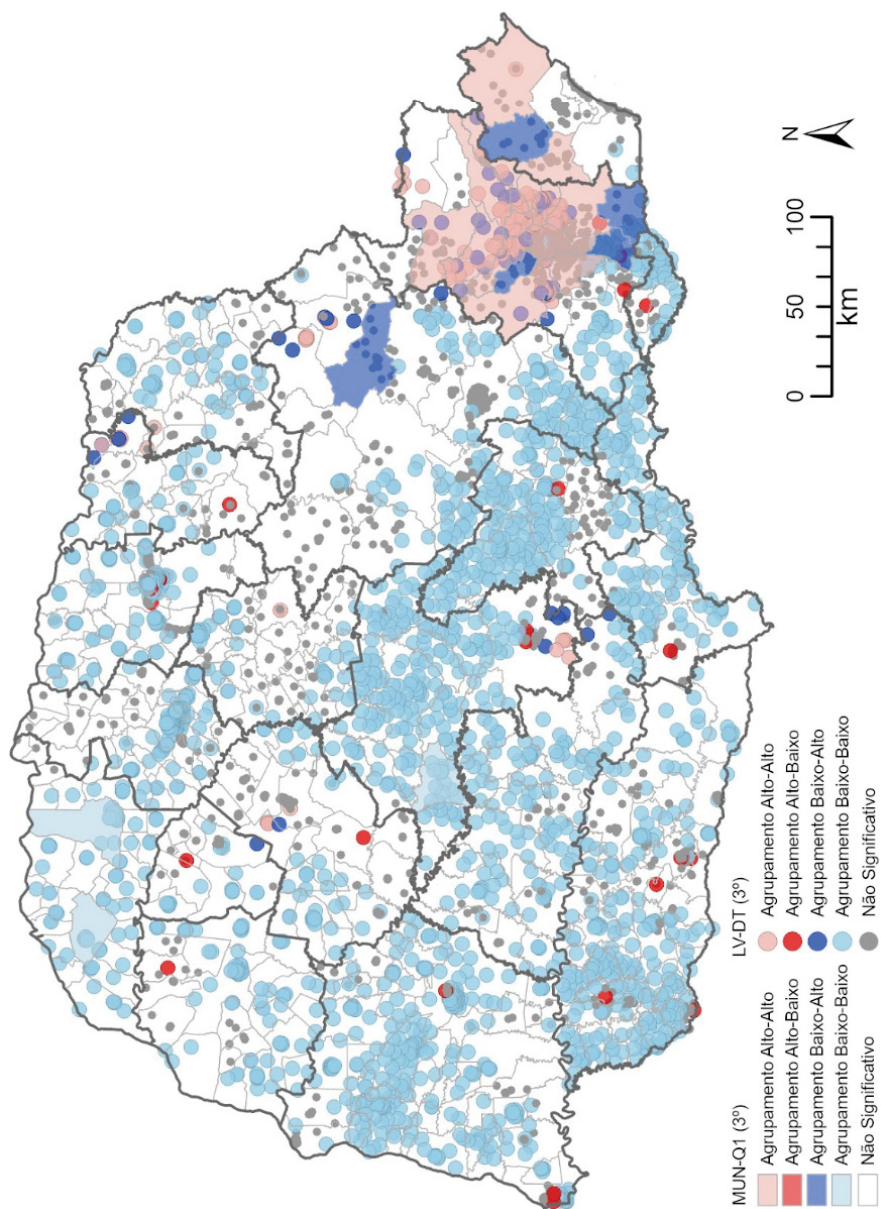 N
0 50 100
km
MUN-Q1 (3º)
Agrupamento Alto-Alto
Agrupamento Alto-Baixo
Agrupamento Baixo-Alto
Agrupamento Baixo-Baixo
Não Significativo
LV-DT (3º)
Agrupamento Alto-Alto
Agrupamento Alto-Baixo
Agrupamento Baixo-Alto
Agrupamento Baixo-Baixo
Não Significativo